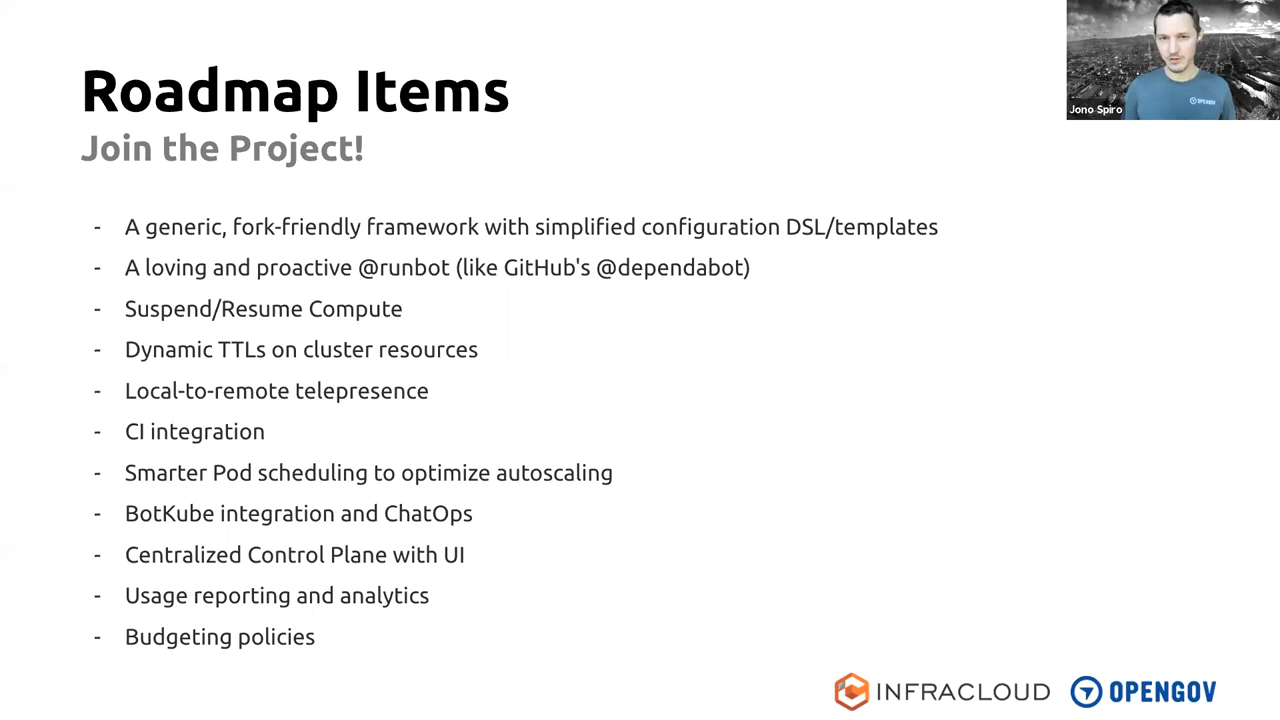 Roadmap Items
Join the Project!
- A generic, fork-friendly framework with simplified configuration DSL/templates
- A loving and proactive @runbot (like GitHub's @dependabot)
- Suspend/Resume Compute
- Dynamic TTLs on cluster resources
- Local-to-remote telepresence
- CI integration
- Smarter Pod scheduling to optimize autoscaling
- BotKube integration and ChatOps
- Centralized Control Plane with UI
- Usage reporting and analytics
- Budgeting policies
OPENGOV
Jono Spiro
INFRACLOUD OPENGOV